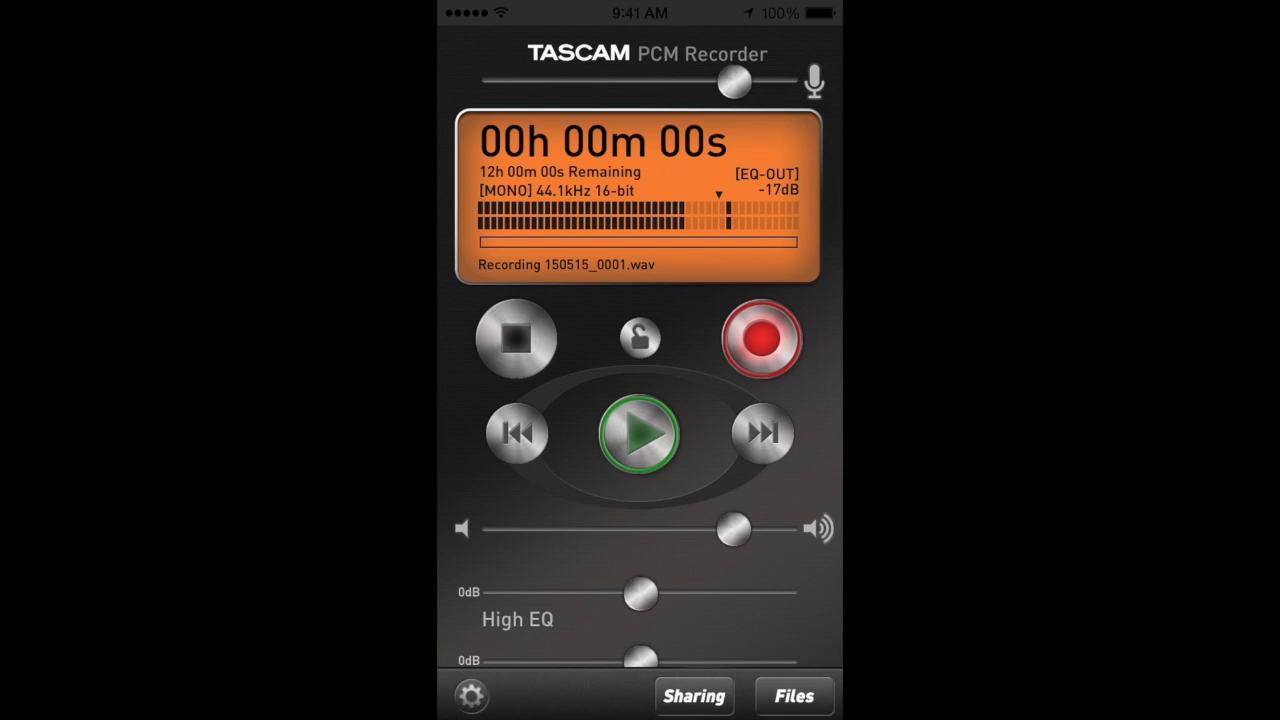 9:41 AM 100%
TASCAM PCM Recorder
00h 00m 00s
12h 00m 00s Remaining [EQ-OUT]
[MONO] 44.1kHz 16-bit -17dB
Recording 150515_0001.wav
0dB
High EQ
0dB
Sharing Files